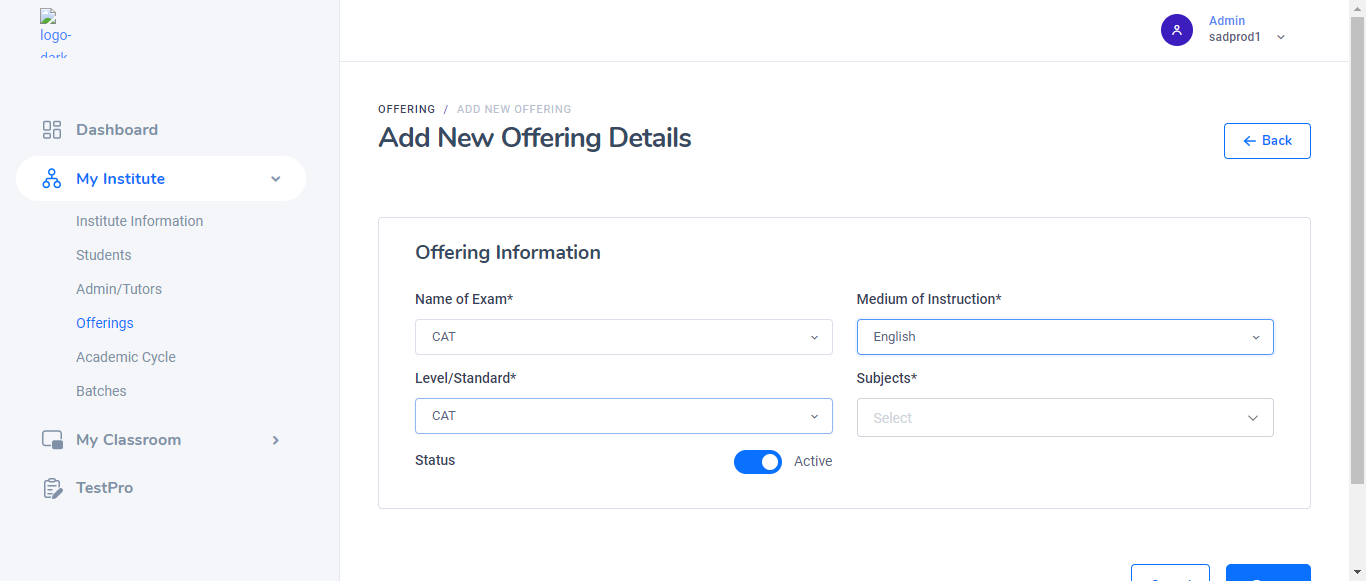 logo-
dark
Admin
sadprod1
Dashboard
My Institute
Institute Information
Students
Admin/Tutors
Offerings
Academic Cycle
Batches
My Classroom
TestPro
OFFERING / ADD NEW OFFERING
Add New Offering Details
Back
Offering Information
Name of Exam* Medium of Instruction*
CAT English
Level/Standard* Subjects*
CAT Select
Status Active